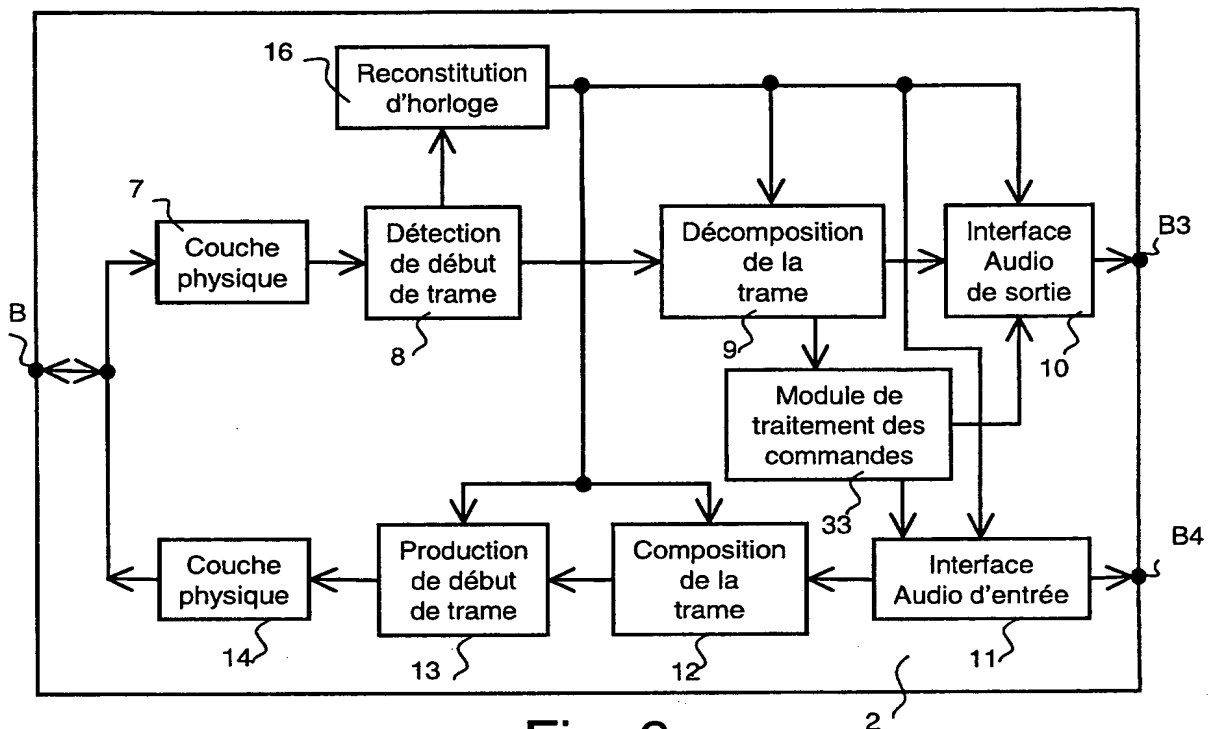 16
Reconstitution
d'horloge
7
Couche
physique
Détection
de début
de trame
8
Décomposition
de la
trame
9
Interface
Audio
de sortie
10
B3
B
Module de
traitement des
commandes
33
B4
Couche
physique
14
Production
de début
de trame
13
Composition
de la
trame
12
Interface
Audio d'entrée
11
2